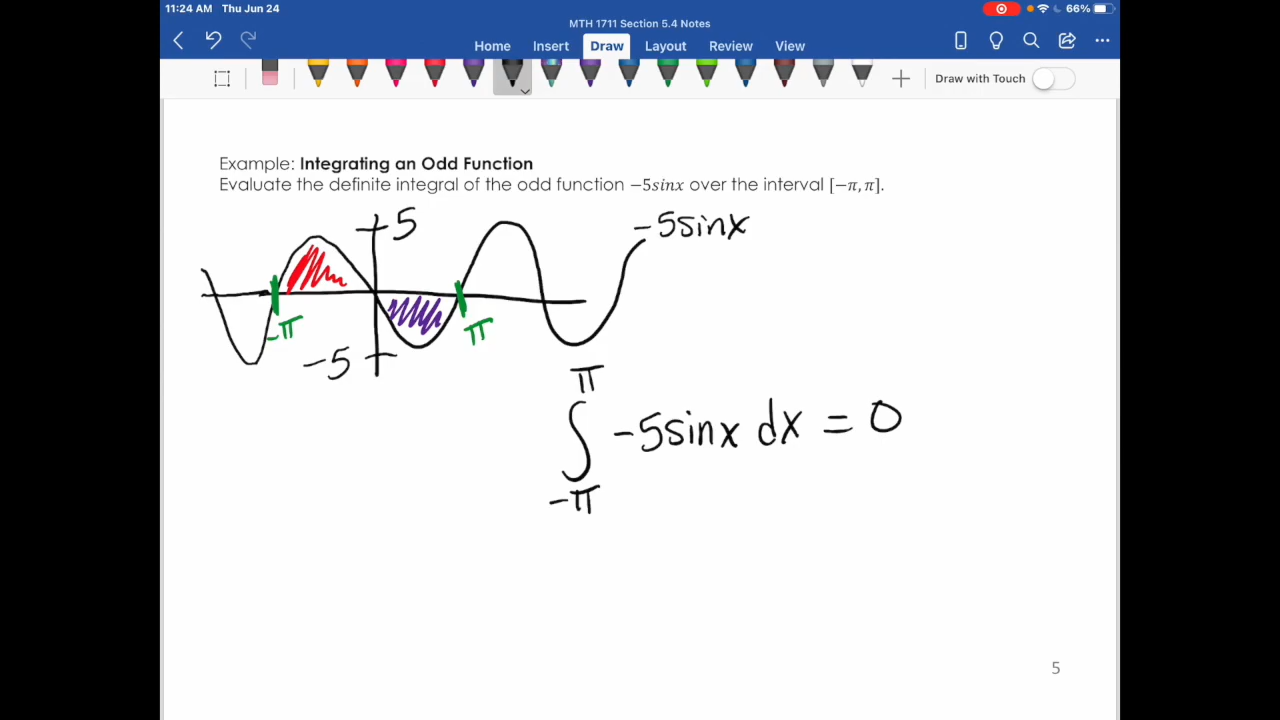 11:24 AM Thu Jun 24
66%
MTH 1711 Section 5.4 Notes
Home Insert Draw Layout Review View
Draw with Touch
Example: Integrating an Odd Function
Evaluate the definite integral of the odd function −5sinx over the interval [−π, π].
5
-5sinx
-π
π
-5
π
∫ -5sinx dx = 0
-π
5